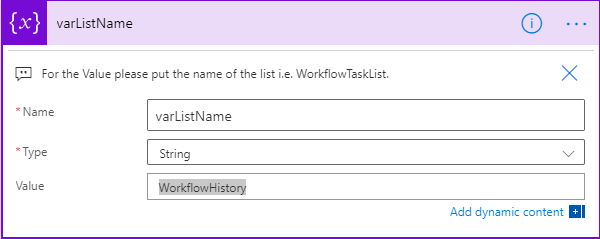 {x} varListName
For the Value please put the name of the list i.e. WorkflowTaskList.
* Name varListName
* Type String
Value WorkflowHistory
Add dynamic content